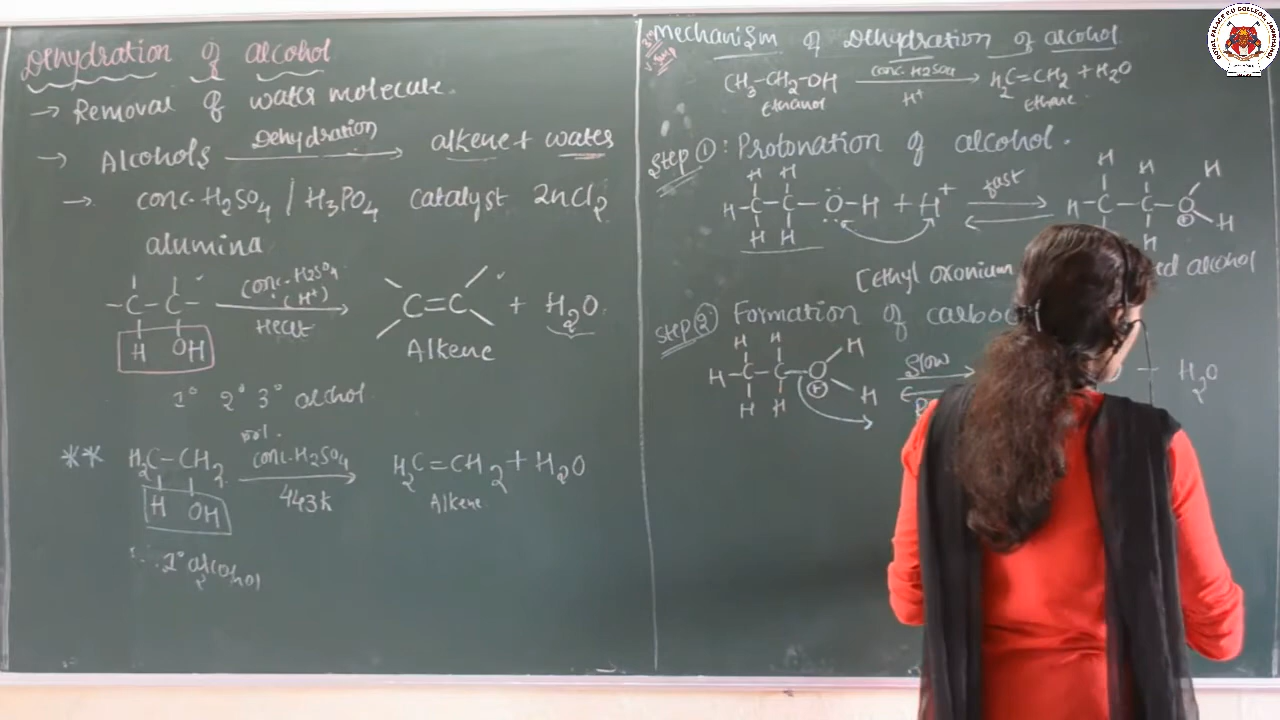 Dehydration of alcohol
→ Removal of water molecule.
→ Alcohols Dehydration → alkene + water
→ conc. H2SO4 / H3PO4 catalyst ZnCl2
alumina
conc. H2SO4
-C-C- (H+) → C=C + H2O
Heat
H OH Alkene
1° 2° 3° alcohol
** H2C-CH2 conc. H2SO4 → H2C=CH2 + H2O
443k
H OH Alkene
1° alcohol
Mechanism of Dehydration of alcohol
CH3-CH2-OH conc. H2SO4 → H2C=CH2 + H2O
Ethanol H+
Step ①: Protonation of alcohol.
H H H H H
H-C-C-O-H + H+ fast H-C-C-O H
H H H
[Ethyl oxonium alcohol
Step ② Formation of
H H H
H-C-C-O Slow H2O
H H H